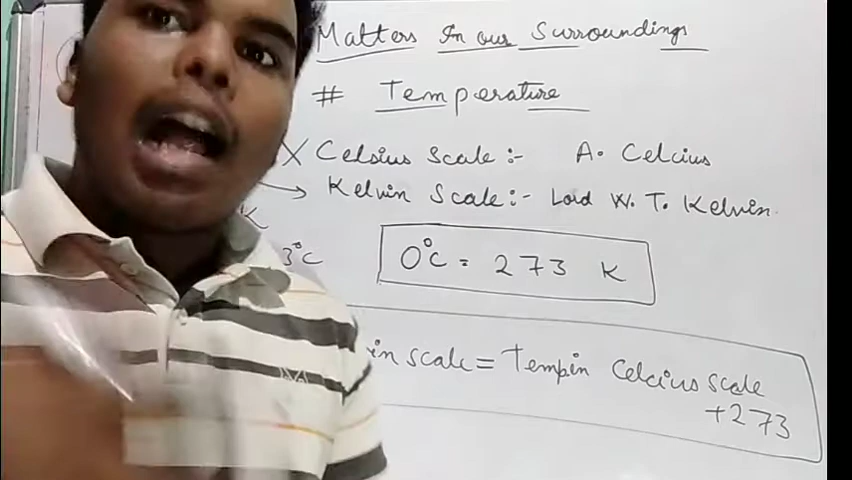 Matters In our Surroundings
# Temperature
Celsius Scale :- A. Celcius
Kelvin Scale :- Lord W. T. Kelvin.
K
3°C
0°C = 273 K
in scale = Temp in Celcius scale
+273